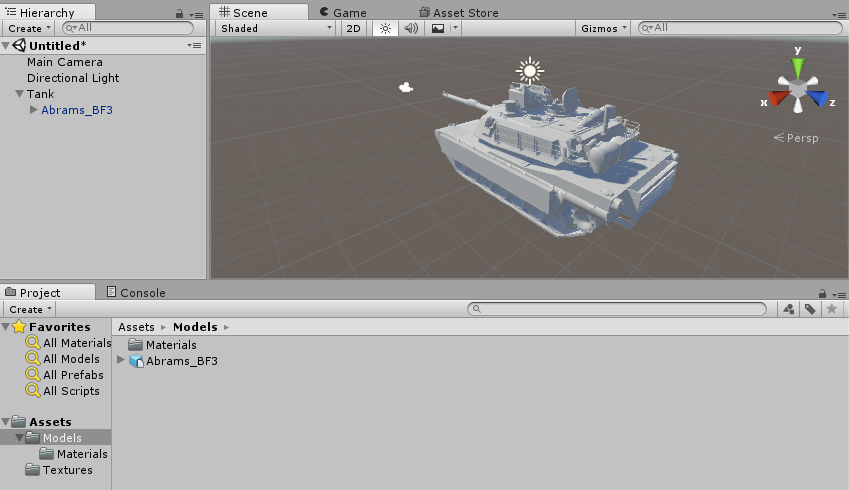 Hierarchy
Create All
Untitled*
Main Camera
Directional Light
Tank
Abrams_BF3
Scene Game Asset Store
Shaded 2D Gizmos All
y
x z
Persp
Project Console
Create
Favorites
All Materials
All Models
All Prefabs
All Scripts
Assets
Models
Materials
Textures
Assets Models
Materials
Abrams_BF3